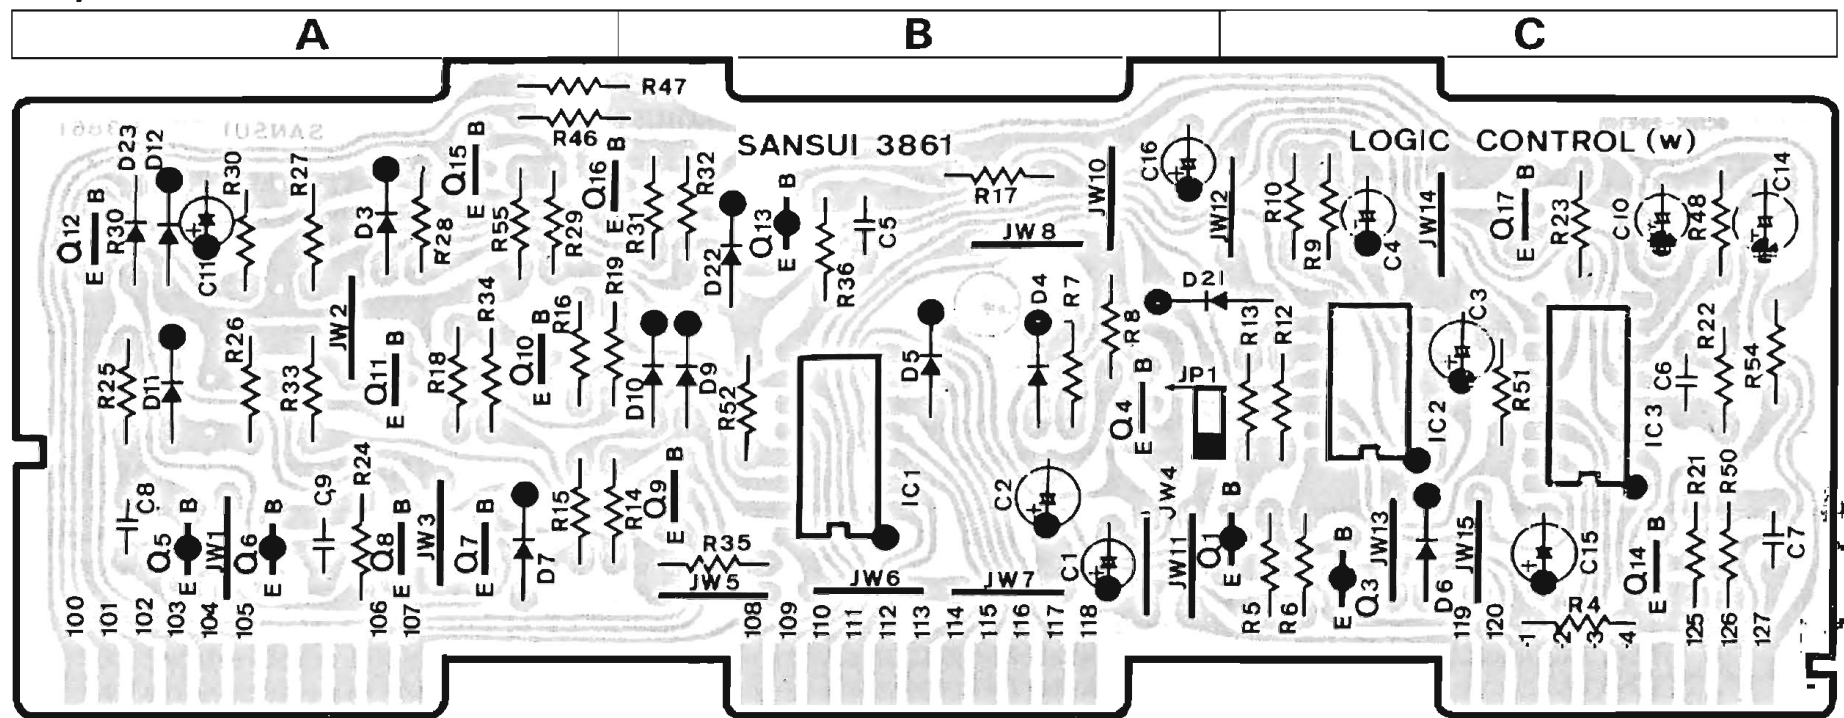 A B C
R47
R46
SANSUI 3861
LOGIC CONTROL (w)
SANSUI
D23 D12 R30 R27 D3 Q15 B E Q16 B E R32 Q13 B E R17 JW10 C16 JW12 R10 JW14 Q17 B E R23 C10 R48 C14
Q12 B E R30 C11 R28 R55 R29 R31 D22 R36 C5 JW8 R9 C4
JW2 R34 R16 R19 D4 R7 R8 D21 R13 R12 C3 R22
R25 D11 R26 R33 Q11 B E R18 Q10 B E D10 D9 R52 D5 Q4 B E JP1 IC2 R51 IC3 C6 R54
C8 C9 R24 R15 R14 Q9 B E IC1 C2 JW4 R21 R50
Q5 B E JW1 Q6 B E Q8 B E JW3 Q7 B E D7 R35 C1 JW11 Q1 B E R5 R6 Q3 B E JW13 D6 JW15 C15 Q14 B E C7
JW5 JW6 JW7 R4
100 101 102 103 104 105 106 107 108 109 110 111 112 113 114 115 116 117 118 119 120 -1 -2 -3 -4 125 126 127